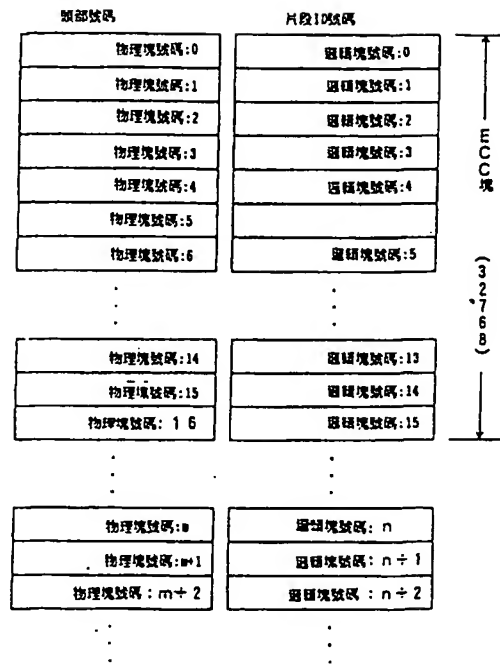 頭部號碼 片段ID號碼
物理塊號碼:0 邏輯塊號碼:0
物理塊號碼:1 邏輯塊號碼:1
物理塊號碼:2 邏輯塊號碼:2
物理塊號碼:3 邏輯塊號碼:3
物理塊號碼:4 邏輯塊號碼:4
物理塊號碼:5
物理塊號碼:6 邏輯塊號碼:5
ECC塊
(32768)
物理塊號碼:14 邏輯塊號碼:13
物理塊號碼:15 邏輯塊號碼:14
物理塊號碼: 16 邏輯塊號碼:15
物理塊號碼:m 邏輯塊號碼: n
物理塊號碼:m+1 邏輯塊號碼: n+1
物理塊號碼: m+2 邏輯塊號碼: n+2